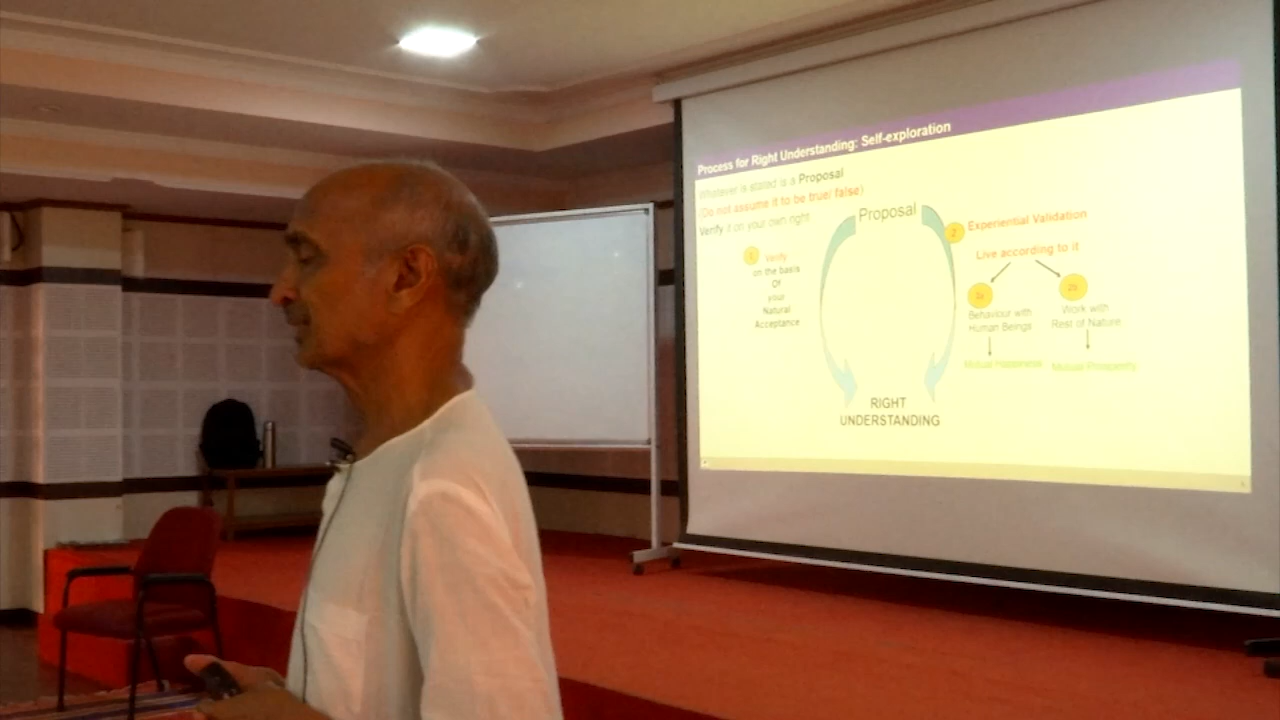 Process for Right Understanding: Self-exploration
Whatever is stated is a Proposal
(Do not assume it to be true/ false)
Verify it on your own right
Proposal
1
Verify
on the basis
Of
your
Natural
Acceptance
2
Experiential Validation
Live according to it
2a
Behaviour with
Human Beings
Mutual Happiness
2b
Work with
Rest of Nature
Mutual Prosperity
RIGHT
UNDERSTANDING